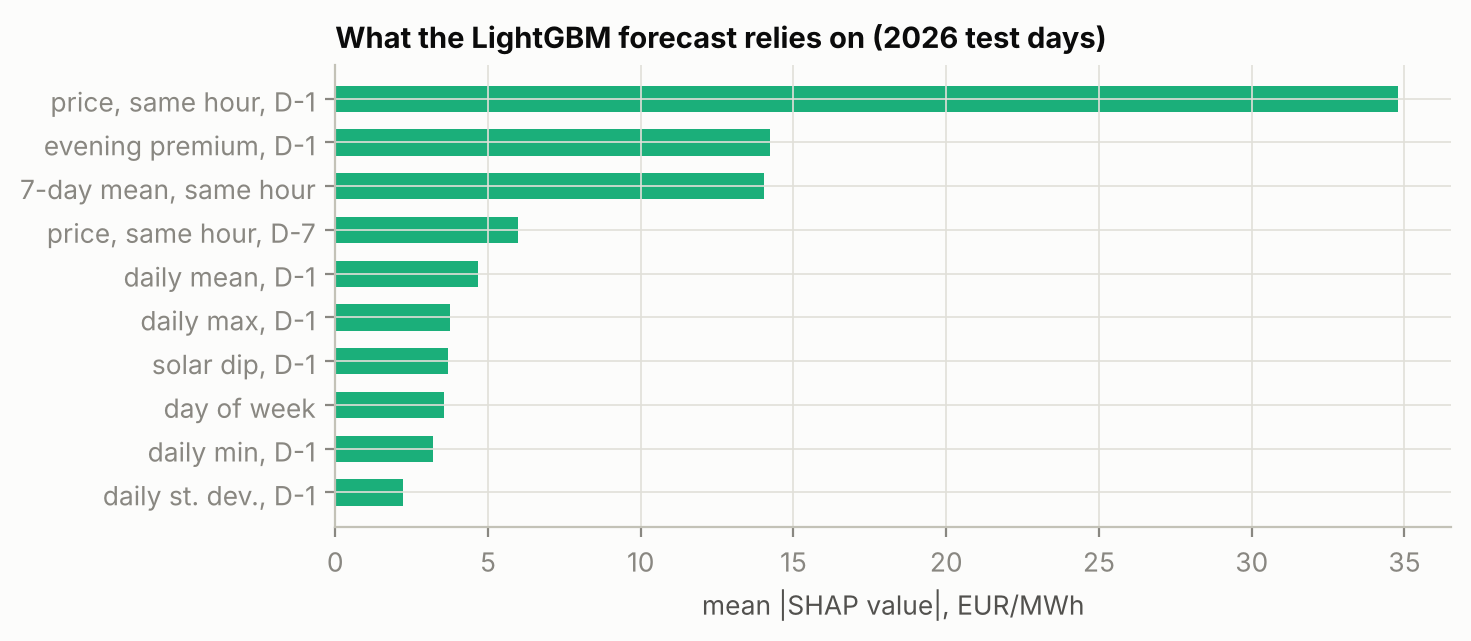 What the LightGBM forecast relies on (2026 test days)
price, same hour, D-1
evening premium, D-1
7-day mean, same hour
price, same hour, D-7
daily mean, D-1
daily max, D-1
solar dip, D-1
day of week
daily min, D-1
daily st. dev., D-1
0 5 10 15 20 25 30 35
mean |SHAP value|, EUR/MWh